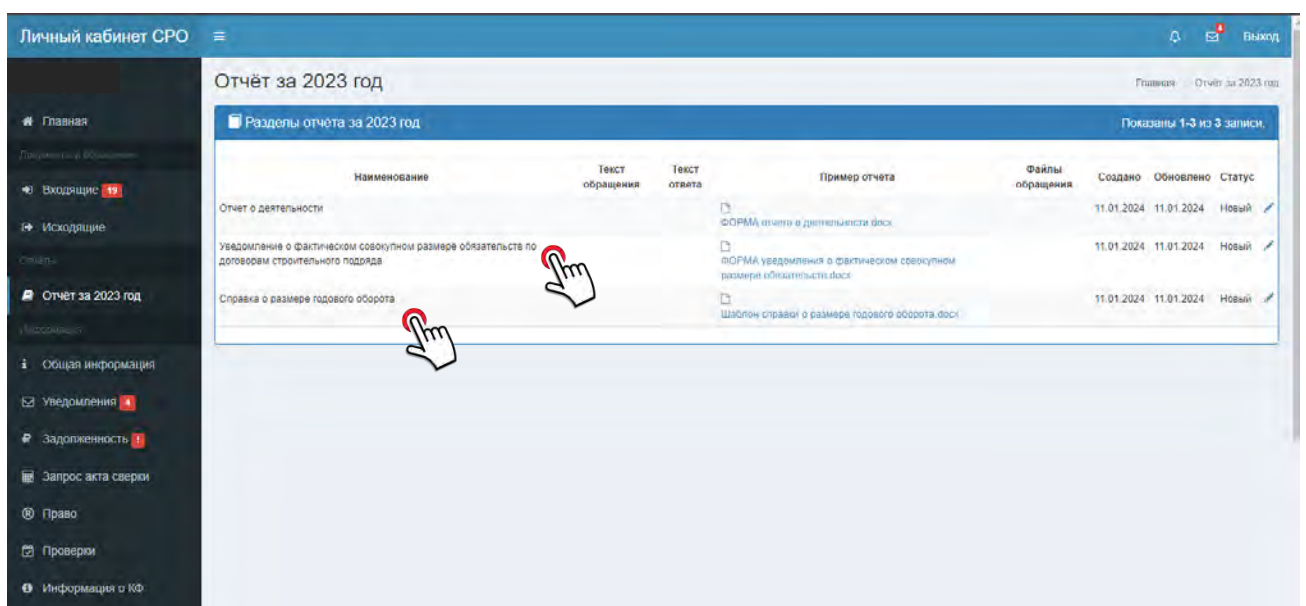 Личный кабинет СРО
4
Выход
Отчёт за 2023 год
Главная
Отчёт за 2023 год
Главная
Входящие 19
Исходящие
Отчеты
Отчёт за 2023 год
Информация
Общая информация
Уведомления 4
Задолженность !
Запрос акта сверки
Право
Проверки
Информация о КФ
Разделы отчета за 2023 год
Показаны 1-3 из 3 записи.
Наименование
Текст
обращения
Текст
ответа
Пример отчета
Файлы
обращения
Создано
Обновлено
Статус
Отчет о деятельности
ФОРМА отчета о деятельности.docx
11.01.2024 11.01.2024 Новый
Уведомление о фактическом совокупном размере обязательств по
договорам строительного подряда
ФОРМА уведомления о фактическом совокупном
размере обязательств.docx
11.01.2024 11.01.2024 Новый
Справка о размере годового оборота
Шаблон справки о размере годового оборота.docx
11.01.2024 11.01.2024 Новый